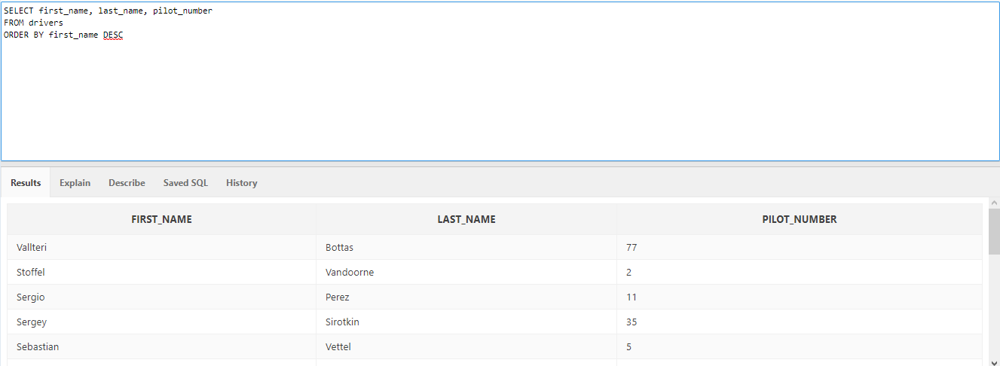 SELECT first_name, last_name, pilot_number
FROM drivers
ORDER BY first_name DESC
Results Explain Describe Saved SQL History
FIRST_NAME LAST_NAME PILOT_NUMBER
Vallteri Bottas 77
Stoffel Vandoorne 2
Sergio Perez 11
Sergey Sirotkin 35
Sebastian Vettel 5